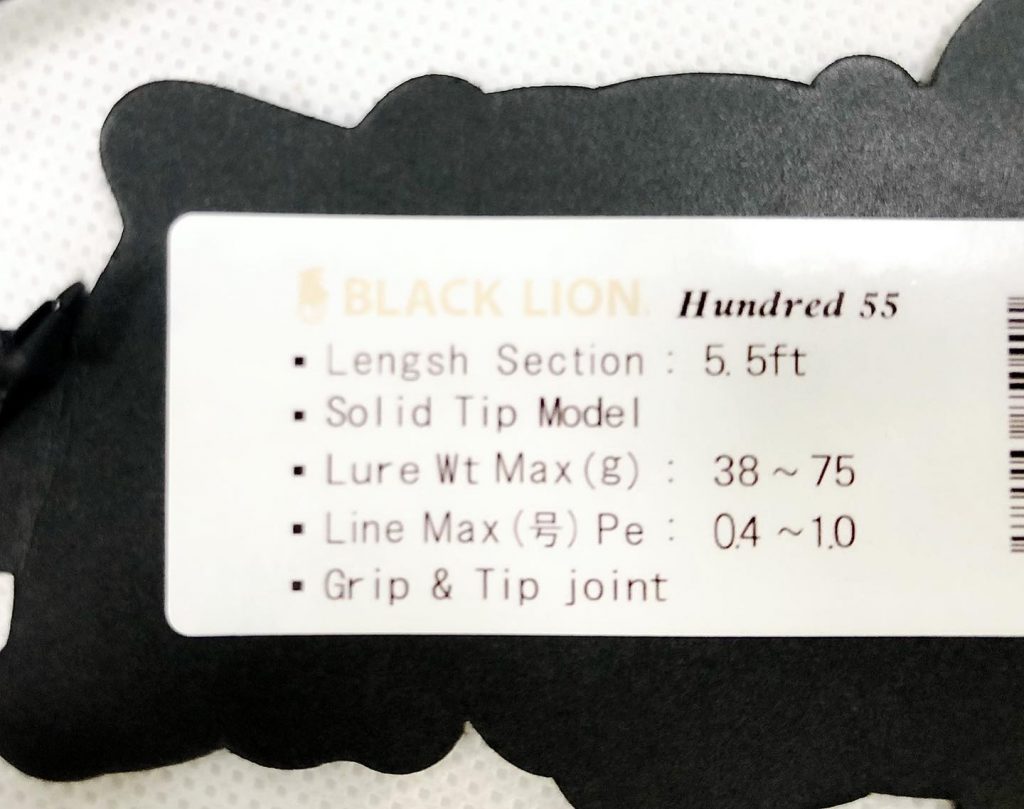 BLACK LION Hundred 55
▪ Lengsh Section : 5.5ft
▪ Solid Tip Model
▪ Lure Wt Max(g) : 38~75
▪ Line Max(号) Pe : 0.4~1.0
▪ Grip & Tip joint